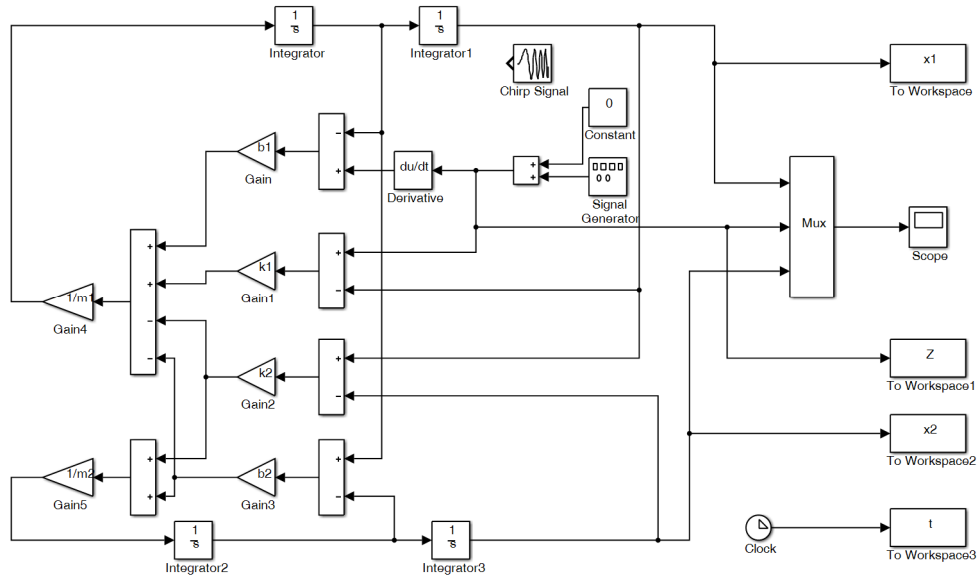 1
s
Integrator
1
s
Integrator1
Chirp Signal
0
Constant
x1
To Workspace
b1
Gain
−
+
du/dt
Derivative
+
+
Signal
Generator
Mux
Scope
+
+
−
−
1/m1
Gain4
k1
Gain1
+
−
k2
Gain2
+
−
Z
To Workspace1
x2
To Workspace2
+
+
1/m2
Gain5
b2
Gain3
+
−
1
s
Integrator2
1
s
Integrator3
Clock
t
To Workspace3